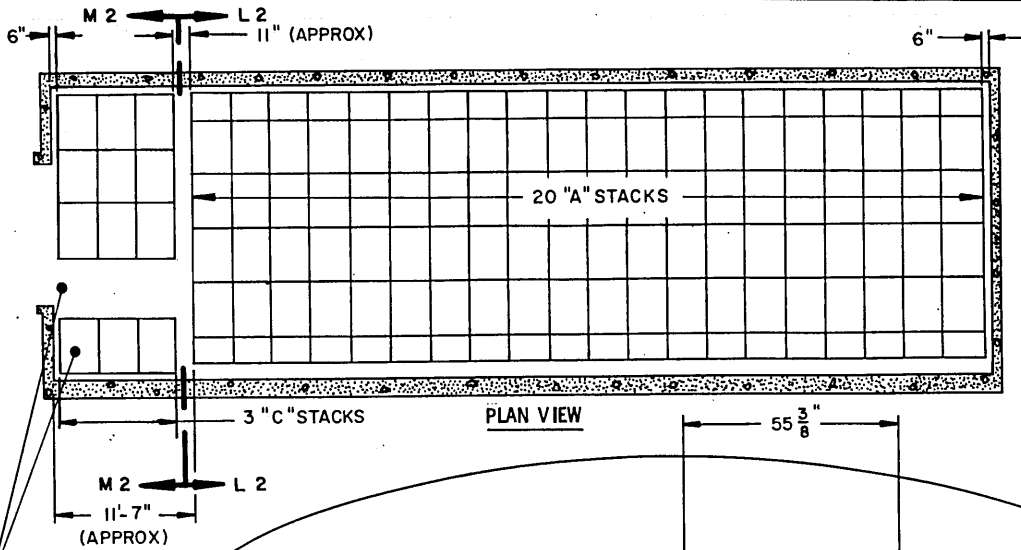 M 2 L 2
6" 11" (APPROX) 6"
20 "A" STACKS
3 "C" STACKS PLAN VIEW 55 3/8"
M 2 L 2
11'-7"
(APPROX)